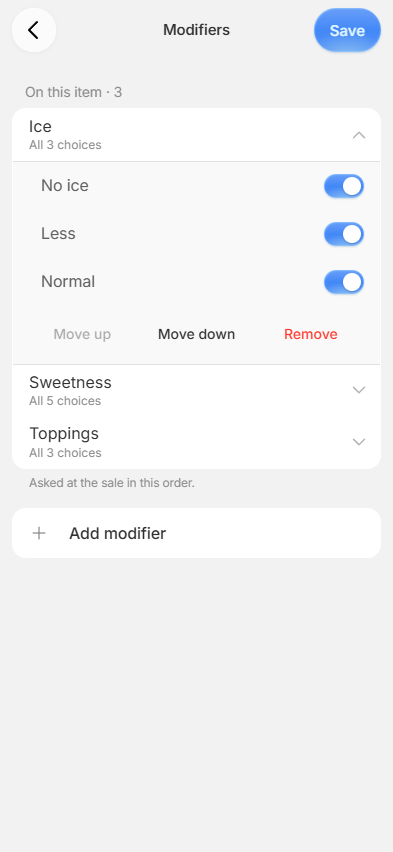 Modifiers
Save
On this item · 3
Ice
All 3 choices
No ice
Less
Normal
Move up
Move down
Remove
Sweetness
All 5 choices
Toppings
All 3 choices
Asked at the sale in this order.
Add modifier